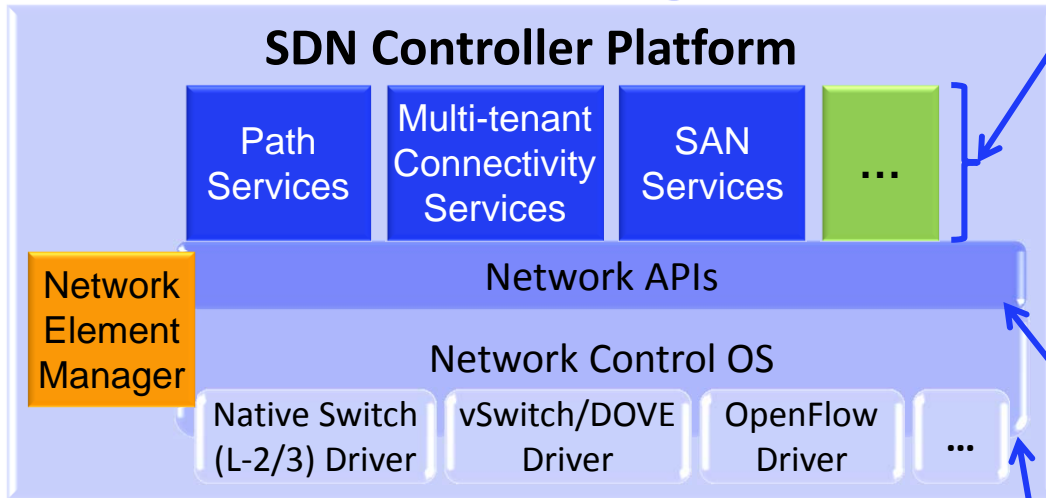 SDN Controller Platform
Path
Services
Multi-tenant
Connectivity
Services
SAN
Services
...
Network APIs
Network
Element
Manager
Network Control OS
Native Switch
(L-2/3) Driver
vSwitch/DOVE
Driver
OpenFlow
Driver
...